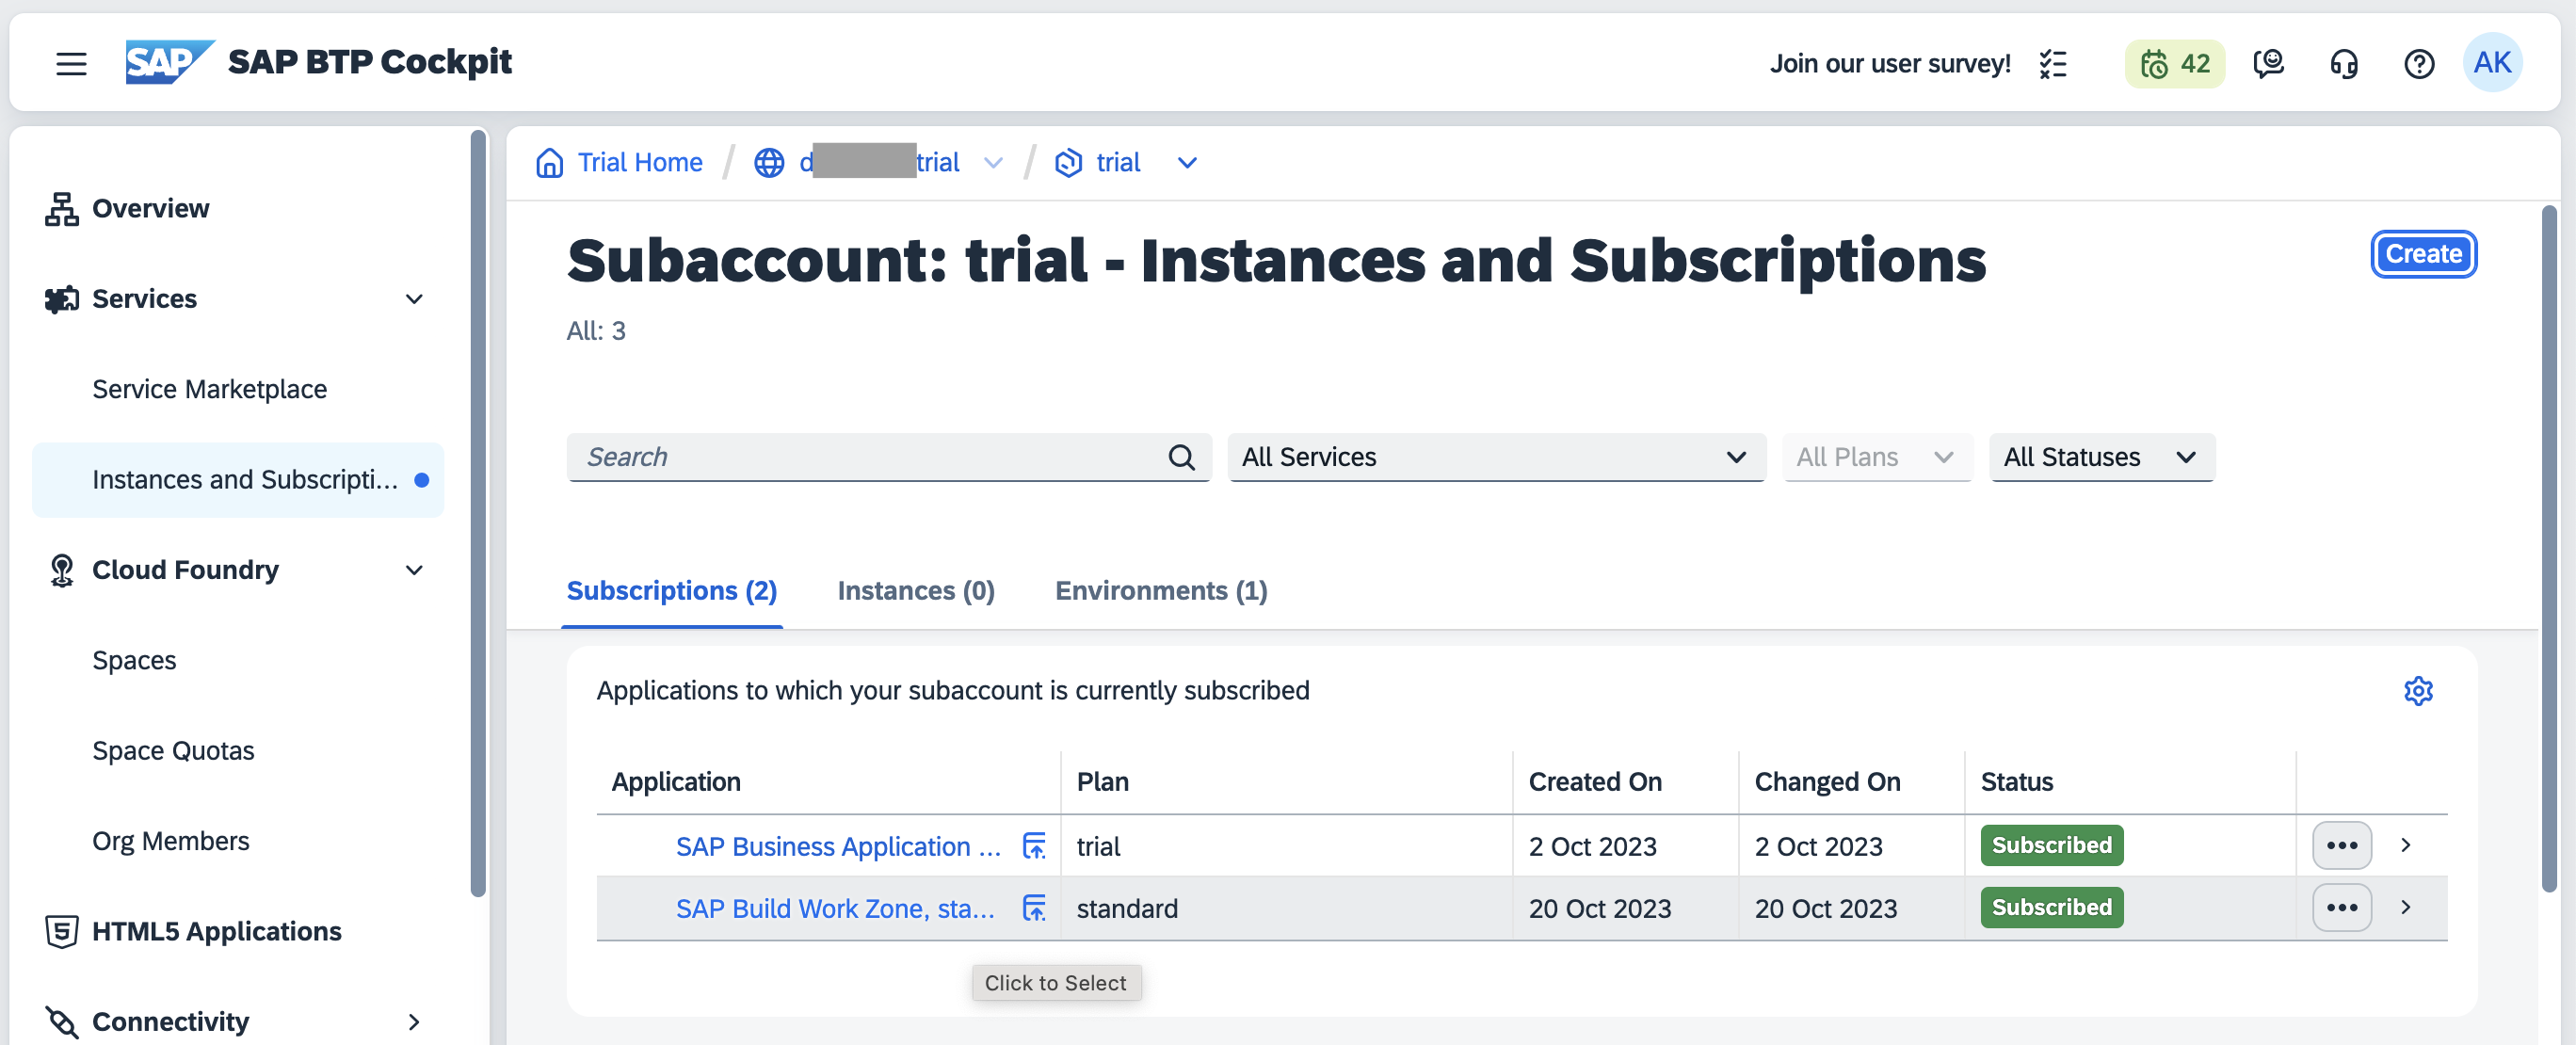 SAP SAP BTP Cockpit
Join our user survey!
42
AK
Overview
Services
Service Marketplace
Instances and Subscripti...
Cloud Foundry
Spaces
Space Quotas
Org Members
HTML5 Applications
Connectivity
Trial Home / d trial / trial
Subaccount: trial - Instances and Subscriptions
Create
All: 3
Search
All Services
All Plans
All Statuses
Subscriptions (2) Instances (0) Environments (1)
Applications to which your subaccount is currently subscribed
Application Plan Created On Changed On Status
SAP Business Application ... trial 2 Oct 2023 2 Oct 2023 Subscribed
SAP Build Work Zone, sta... standard 20 Oct 2023 20 Oct 2023 Subscribed
Click to Select